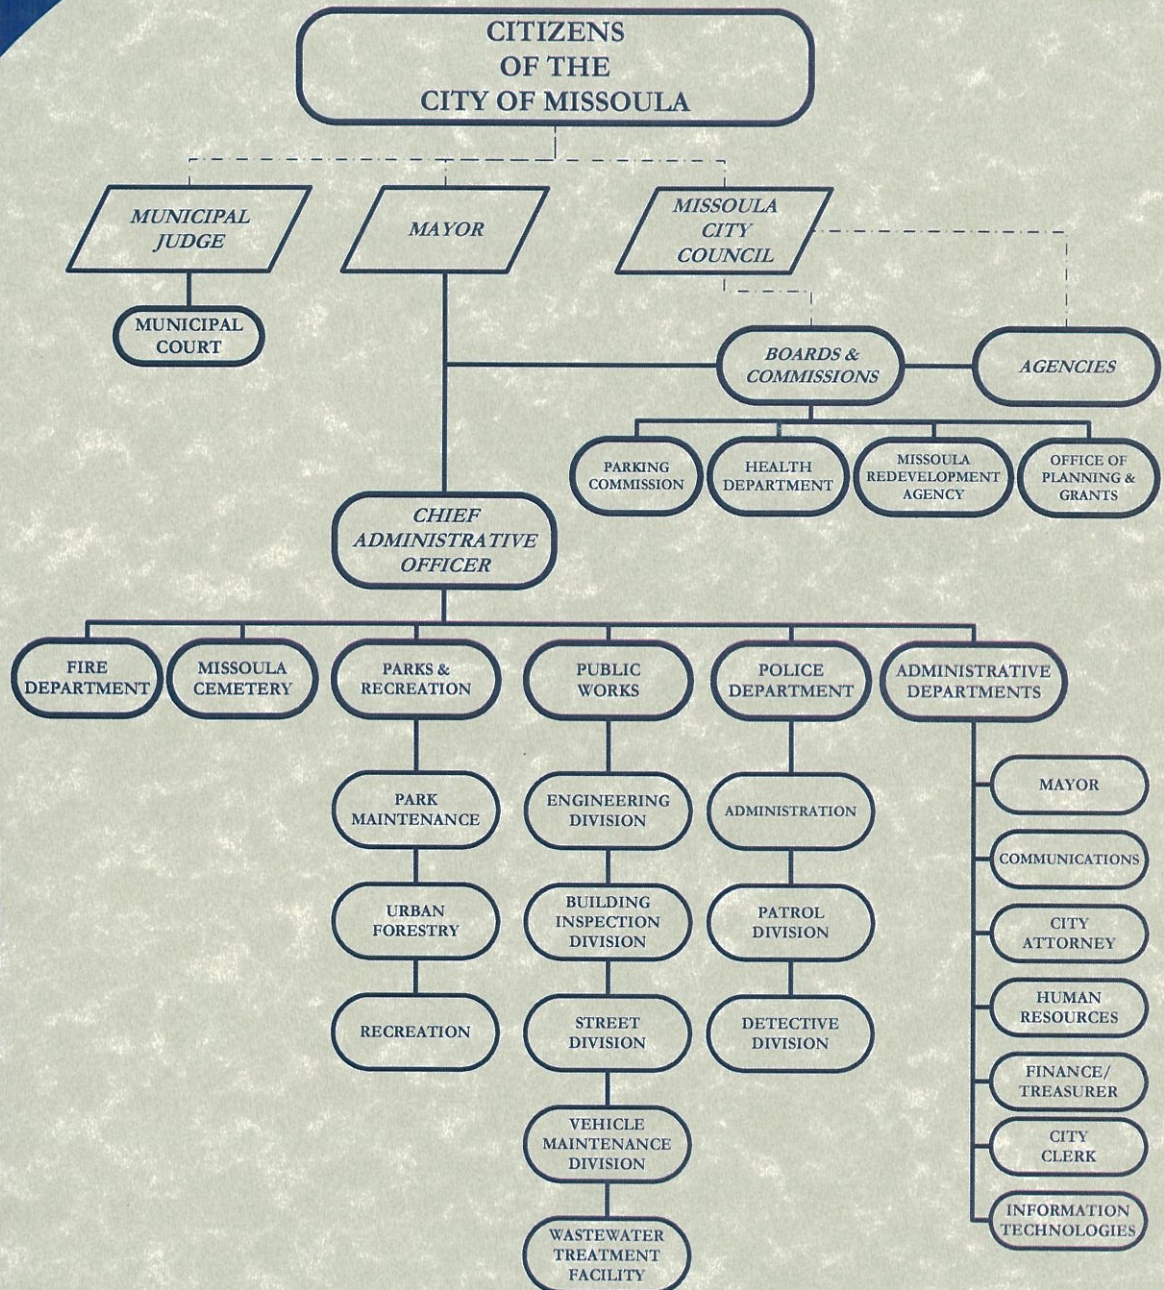 CITIZENS
OF THE
CITY OF MISSOULA
MUNICIPAL
JUDGE
MAYOR
MISSOULA
CITY
COUNCIL
MUNICIPAL
COURT
BOARDS &
COMMISSIONS
AGENCIES
PARKING
COMMISSION
HEALTH
DEPARTMENT
MISSOULA
REDEVELOPMENT
AGENCY
OFFICE OF
PLANNING &
GRANTS
CHIEF
ADMINISTRATIVE
OFFICER
FIRE
DEPARTMENT
MISSOULA
CEMETERY
PARKS &
RECREATION
PUBLIC
WORKS
POLICE
DEPARTMENT
ADMINISTRATIVE
DEPARTMENTS
PARK
MAINTENANCE
URBAN
FORESTRY
RECREATION
ENGINEERING
DIVISION
BUILDING
INSPECTION
DIVISION
STREET
DIVISION
VEHICLE
MAINTENANCE
DIVISION
WASTEWATER
TREATMENT
FACILITY
ADMINISTRATION
PATROL
DIVISION
DETECTIVE
DIVISION
MAYOR
COMMUNICATIONS
CITY
ATTORNEY
HUMAN
RESOURCES
FINANCE/
TREASURER
CITY
CLERK
INFORMATION
TECHNOLOGIES